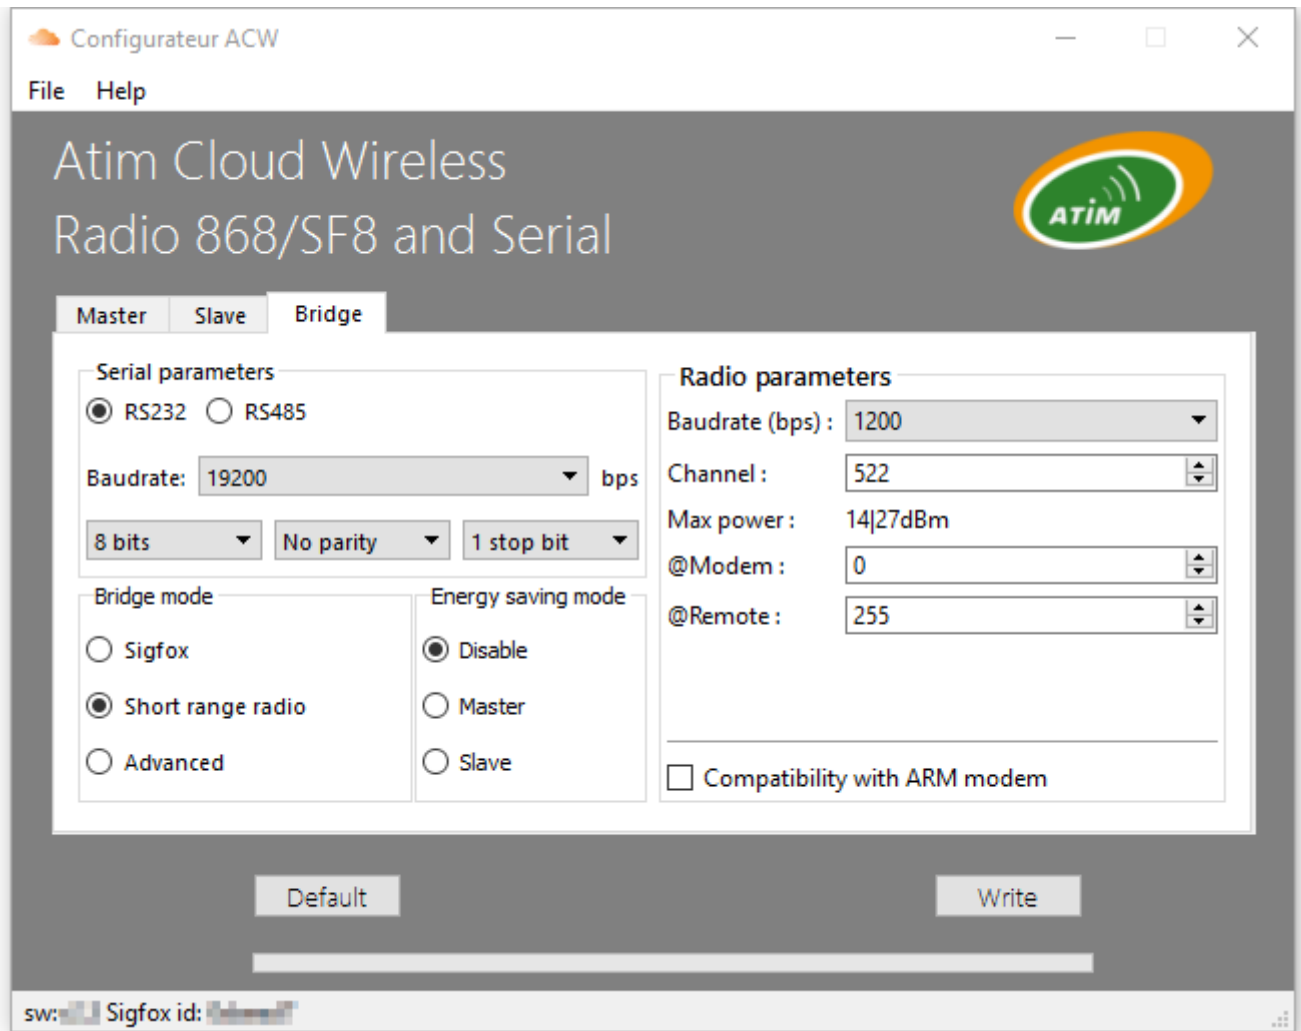 Configurateur ACW
File Help
Atim Cloud Wireless
Radio 868/SF8 and Serial
ATIM
Master Slave Bridge
Serial parameters
RS232 RS485
Baudrate: 19200 bps
8 bits No parity 1 stop bit
Bridge mode
Sigfox
Short range radio
Advanced
Energy saving mode
Disable
Master
Slave
Radio parameters
Baudrate (bps) : 1200
Channel : 522
Max power : 14|27dBm
@Modem : 0
@Remote : 255
Compatibility with ARM modem
Default Write
sw: Sigfox id: